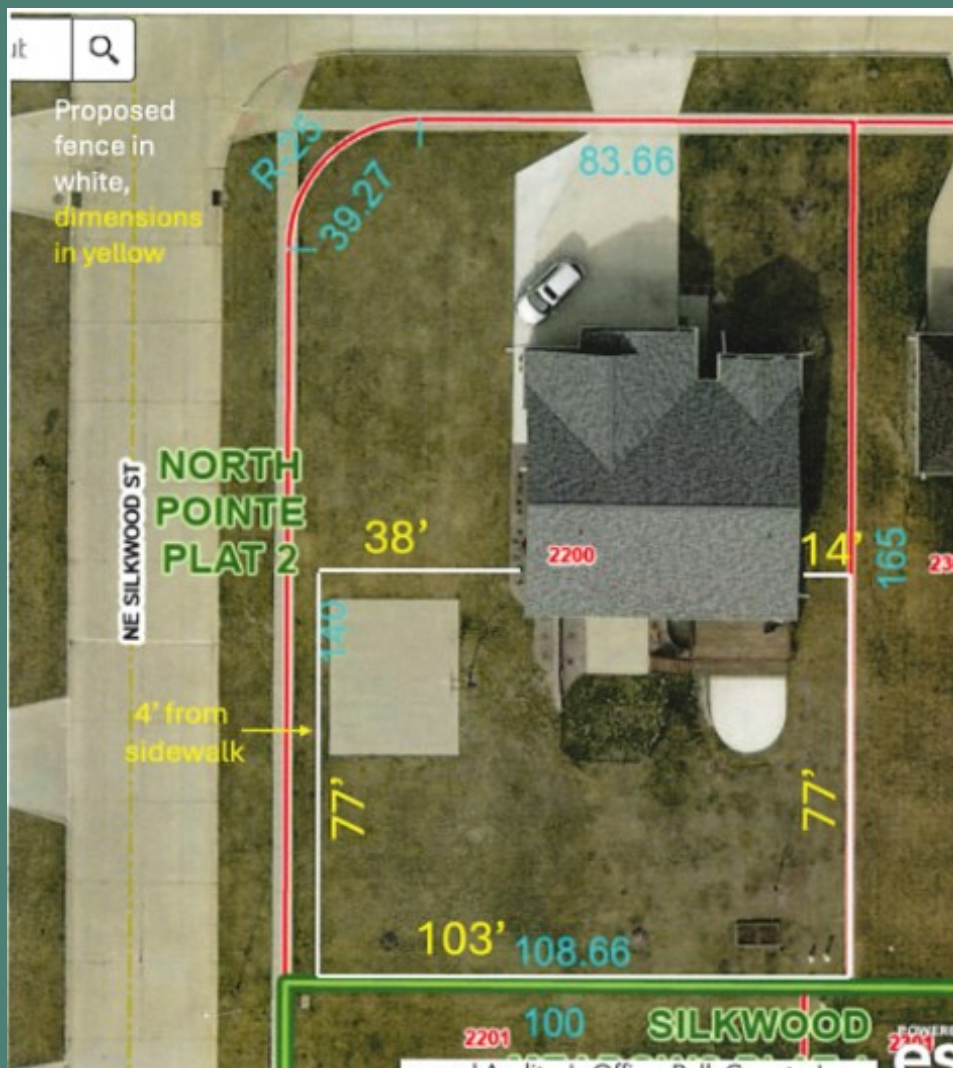 Proposed
fence in
white,
dimensions
in yellow
R-25
39.27
83.66
NORTH
POINTE
PLAT 2
NE SILKWOOD ST
38'
2200
14'
165
140
4' from
sidewalk
77'
77'
103'
108.66
100
SILKWOOD
2201